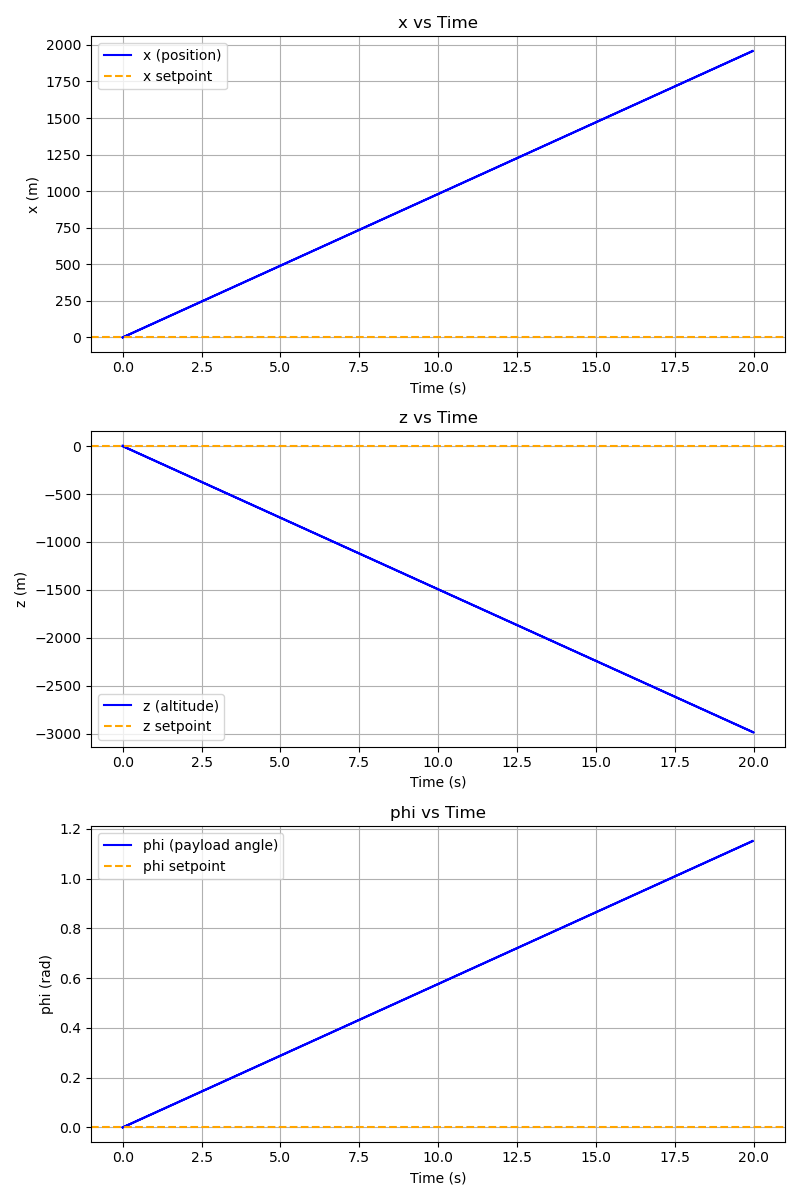 x vs Time
x (position)
x setpoint
2000
1750
1500
1250
1000
750
500
250
0
x (m)
0.0 2.5 5.0 7.5 10.0 12.5 15.0 17.5 20.0
Time (s)
z vs Time
0
−500
−1000
−1500
−2000
−2500
−3000
z (m)
z (altitude)
z setpoint
0.0 2.5 5.0 7.5 10.0 12.5 15.0 17.5 20.0
Time (s)
phi vs Time
phi (payload angle)
phi setpoint
1.2
1.0
0.8
0.6
0.4
0.2
0.0
phi (rad)
0.0 2.5 5.0 7.5 10.0 12.5 15.0 17.5 20.0
Time (s)